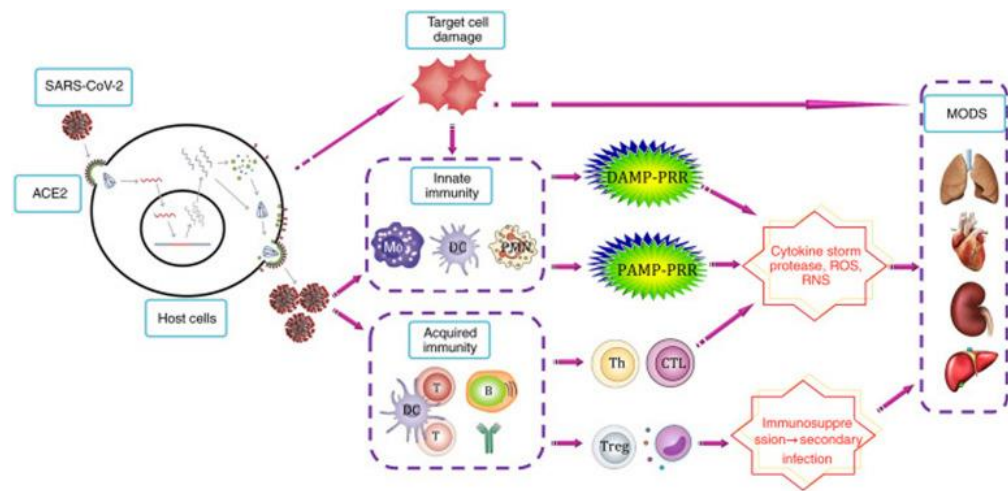 Target cell
damage
SARS-CoV-2
MODS
ACE2
Innate
immunity
DAMP-PRR
Mo
DC
PMN
PAMP-PRR
Cytokine storm
protease, ROS,
RNS
Host cells
Acquired
immunity
Th
CTL
T
B
DC
T
Immunosuppre
ssion→secondary
infection
Treg